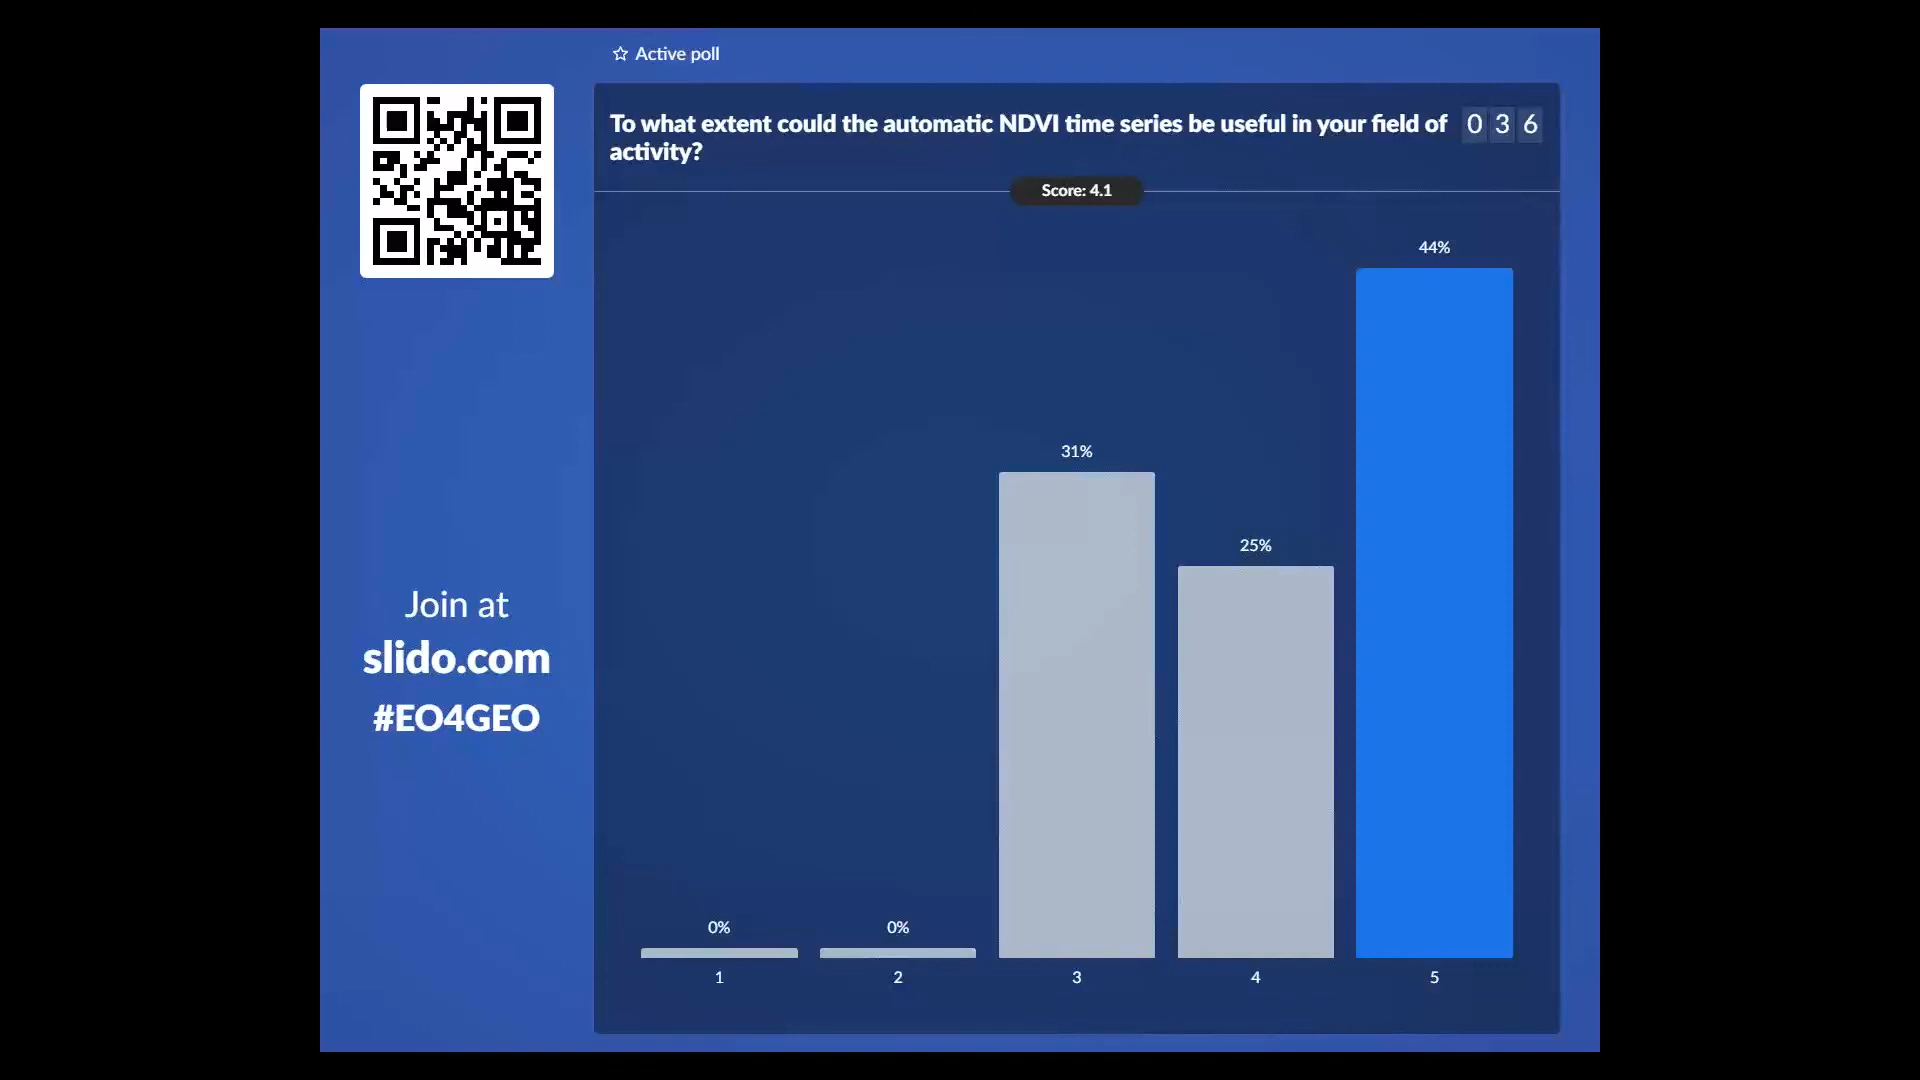 Active poll
To what extent could the automatic NDVI time series be useful in your field of
activity?
0 3 6
Score: 4.1
44%
31%
25%
0%
0%
1
2
3
4
5
Join at
slido.com
#EO4GEO